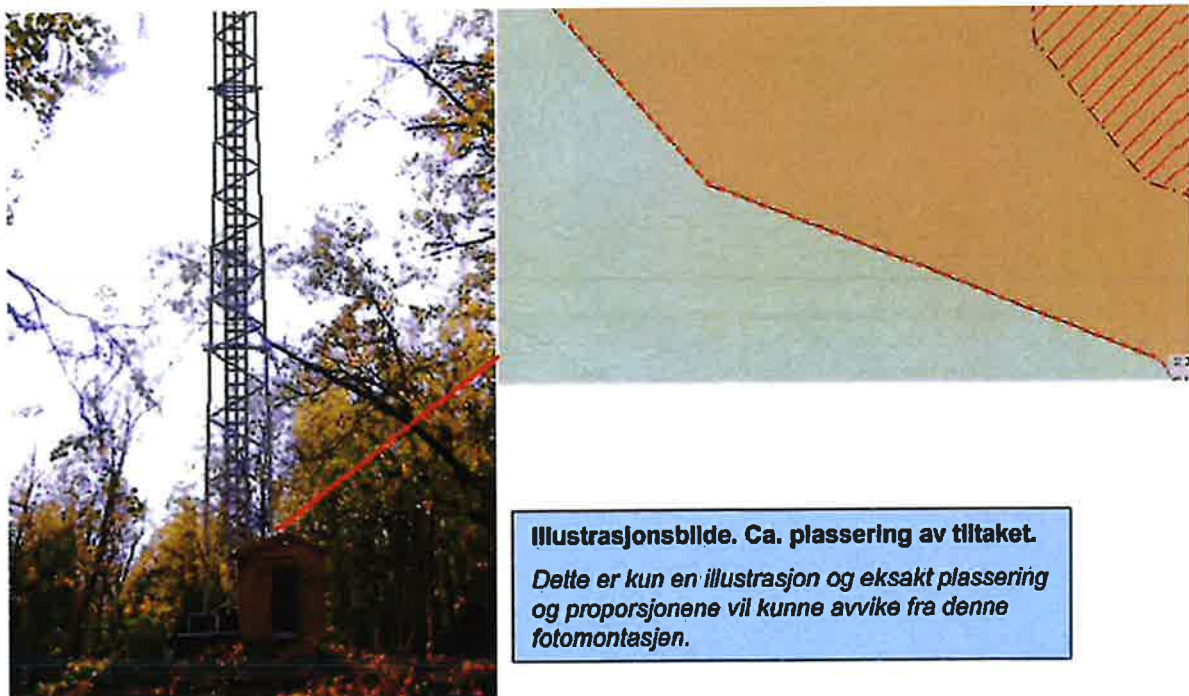 Illustrasjonsbilde. Ca. plassering av tiltaket.
Dette er kun en illustrasjon og eksakt plassering
og proporsjonene vil kunne avvike fra denne
fotomontasjen.